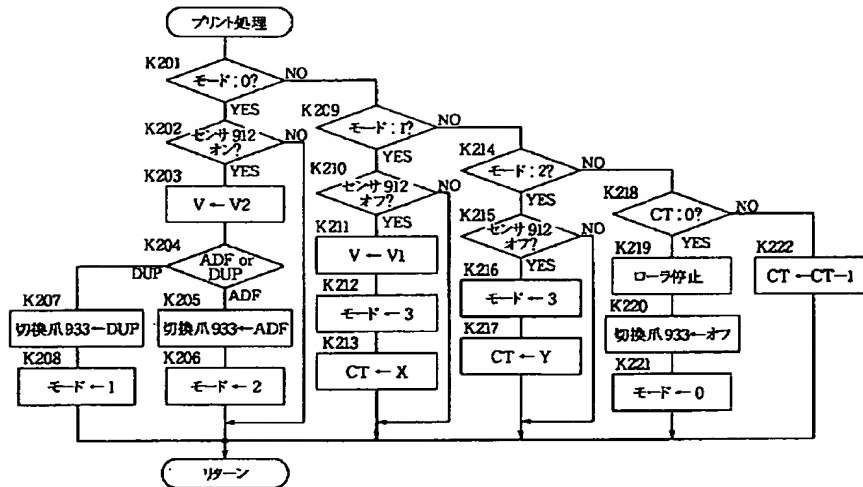 プリント処理
K201
モード:0?
YES
NO
K202
センサ912
オン?
YES
NO
K203
V ← V2
K204
ADF or
DUP
DUP
ADF
K207
切換爪933←DUP
K208
モード ← 1
K205
切換爪933←ADF
K206
モード ← 2
K209
モード:1?
YES
NO
K210
センサ912
オフ?
YES
NO
K211
V ← V1
K212
モード ← 3
K213
CT ← X
K214
モード:2?
YES
NO
K215
センサ912
オフ?
YES
NO
K216
モード ← 3
K217
CT ← Y
K218
CT:0?
YES
NO
K219
ローラ停止
K220
切換爪933←オフ
K221
モード ← 0
K222
CT←CT−1
リターン